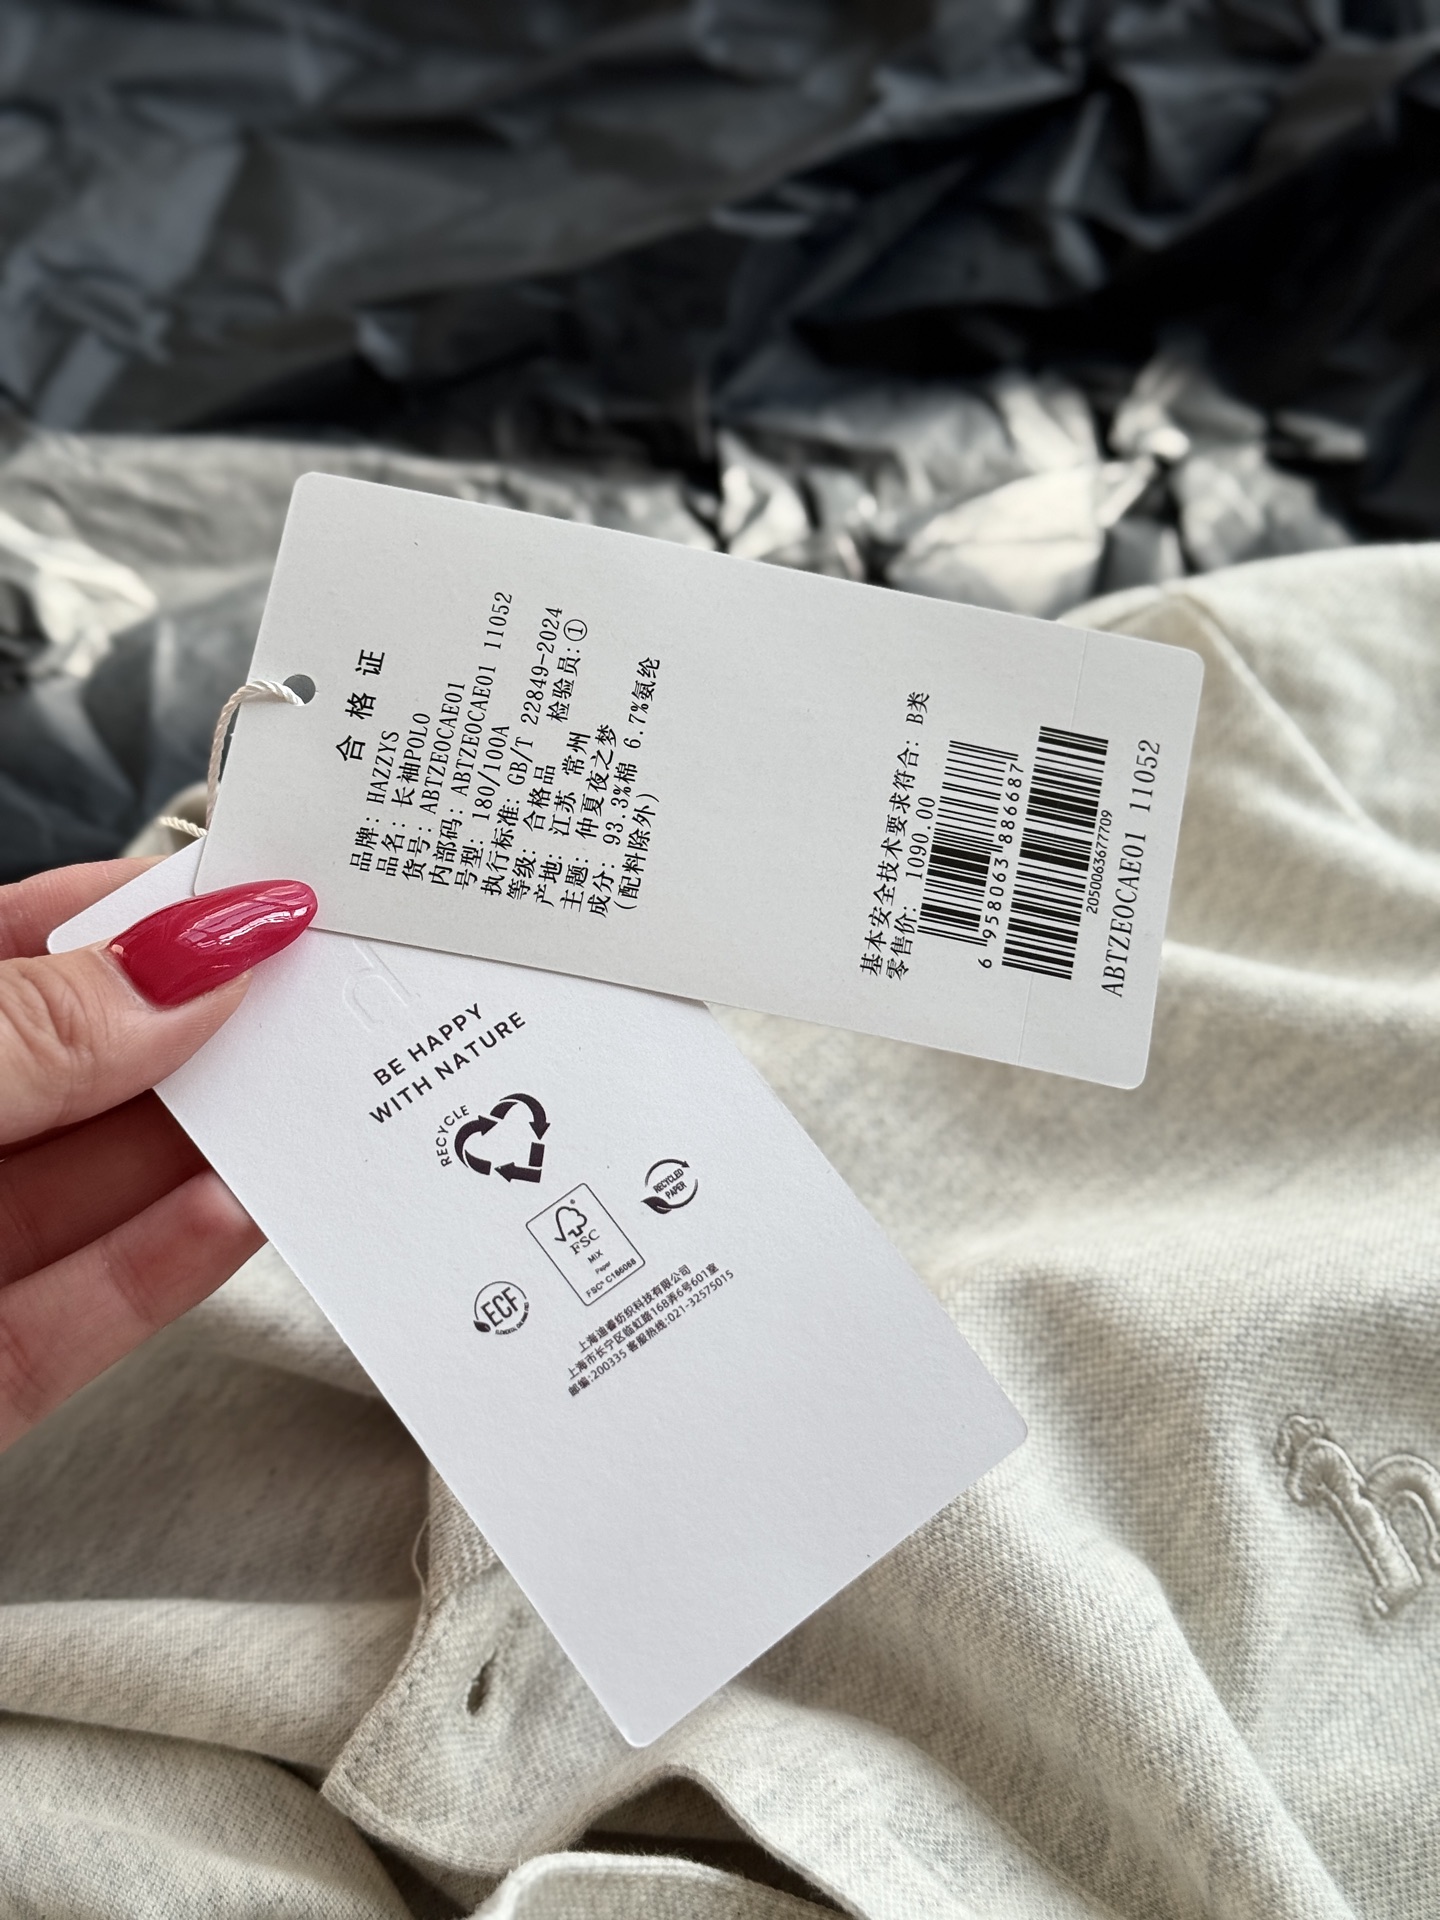 合格证
品牌: HAZZYS
品名: 长袖POLO
货号: ABTZE0CAE01
内部码: ABTZE0CAE01 11052
号型: 180/100A
执行标准: GB/T 22849-2024
等级: 合格品 检验员:①
产地: 江苏 常州
主题: 仲夏夜之梦
成分: 93.3%棉 6.7%氨纶
(配料除外)
基本安全技术要求符合: B类
零售价: 1090.00
6 958063 886687
2050063677709
ABTZE0CAE01 11052
BE HAPPY
WITH NATURE
RECYCLE
RECYCLED
PAPER
FSC
MIX
Paper
FSC® C186068
ECF
上海迪睿纺织科技有限公司
上海市长宁区临虹路168弄6号601室
邮编:200335 客服热线:021-32575015
h